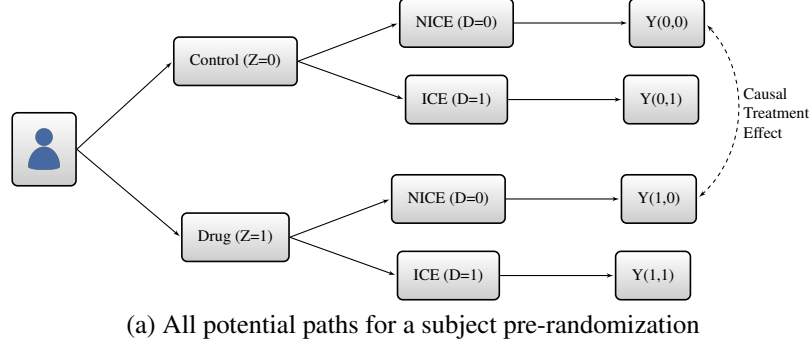 NICE (D=0)
Y(0,0)
Control (Z=0)
ICE (D=1)
Y(0,1)
Causal
Treatment
Effect
NICE (D=0)
Y(1,0)
Drug (Z=1)
ICE (D=1)
Y(1,1)
(a) All potential paths for a subject pre-randomization